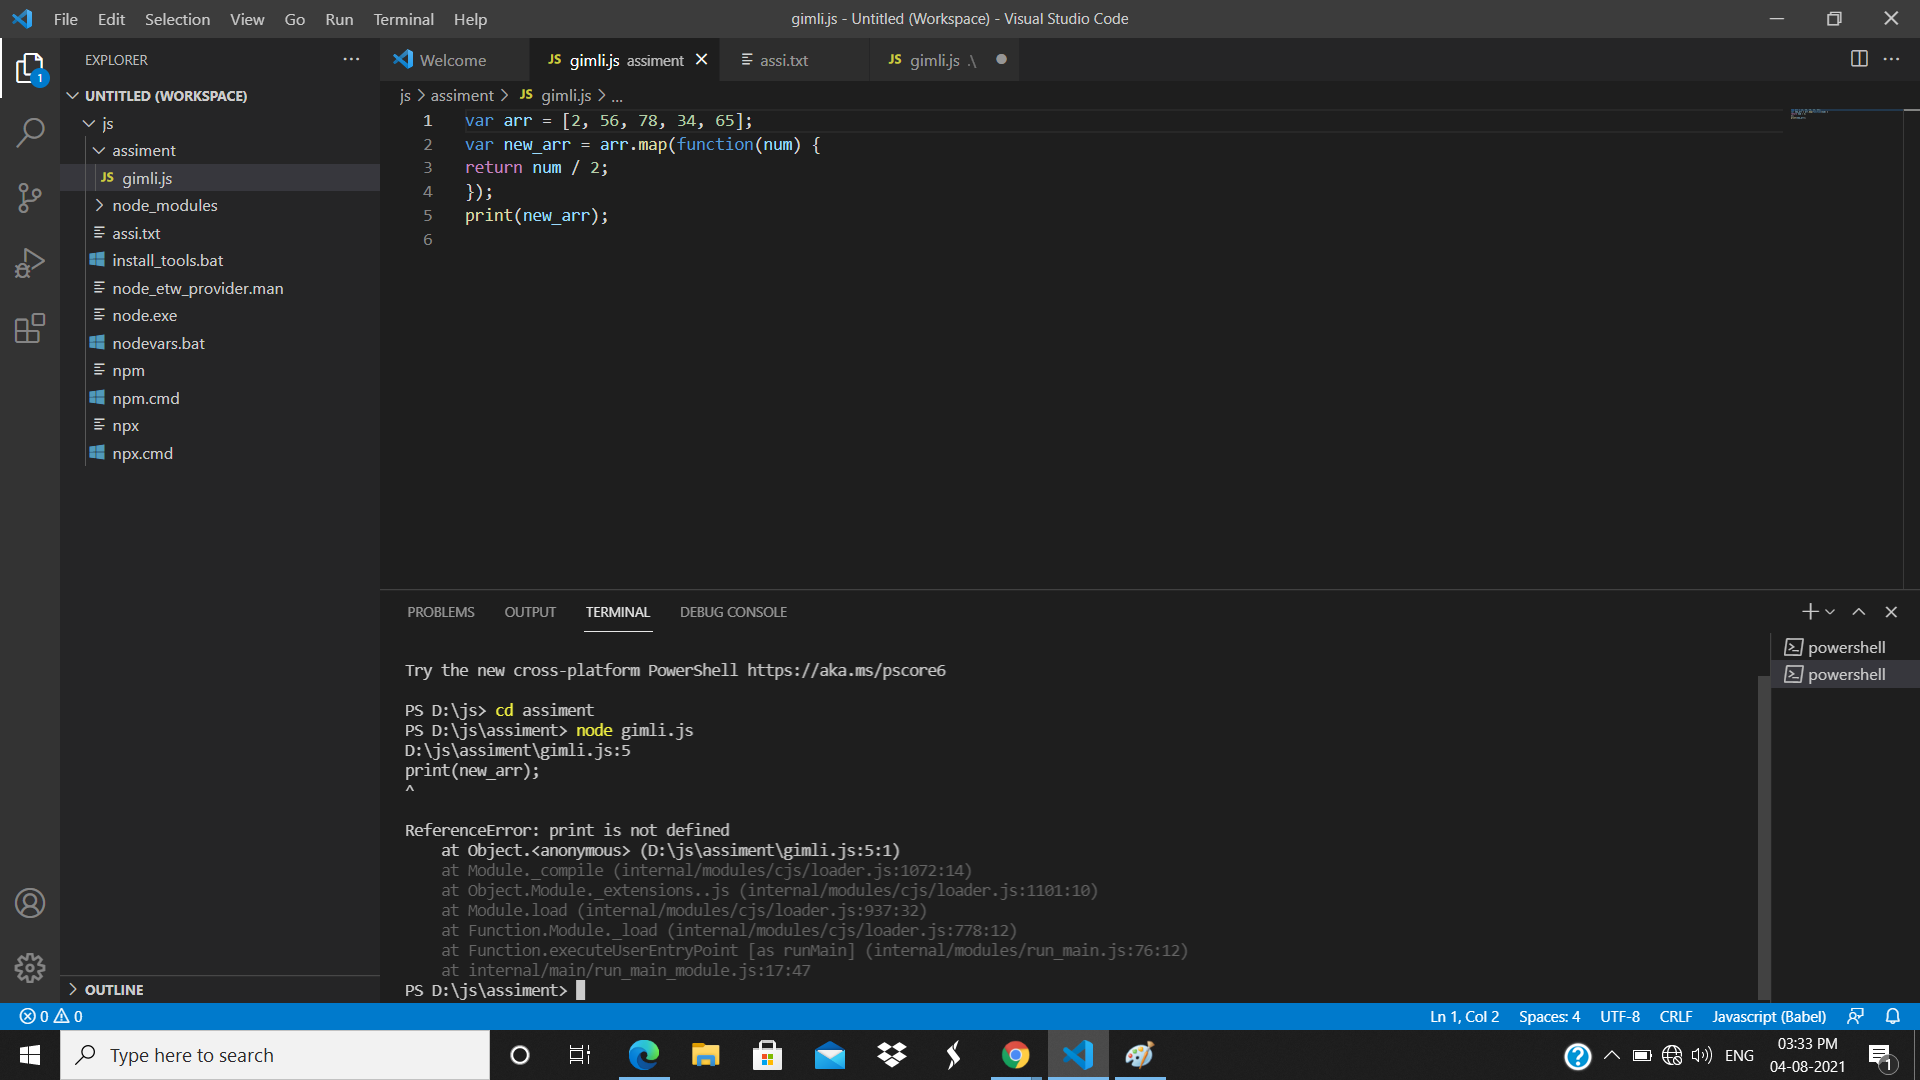 File Edit Selection View Go Run Terminal Help
gimli.js - Untitled (Workspace) - Visual Studio Code
EXPLORER
UNTITLED (WORKSPACE)
js
assiment
JS gimli.js
node_modules
assi.txt
install_tools.bat
node_etw_provider.man
node.exe
nodevars.bat
npm
npm.cmd
npx
npx.cmd
OUTLINE
Welcome
JS gimli.js assiment
assi.txt
JS gimli.js .\
js > assiment > JS gimli.js > ...
1 var arr = [2, 56, 78, 34, 65];
2 var new_arr = arr.map(function(num) {
3 return num / 2;
4 });
5 print(new_arr);
6
PROBLEMS OUTPUT TERMINAL DEBUG CONSOLE
powershell
powershell
Try the new cross-platform PowerShell https://aka.ms/pscore6
PS D:\js> cd assiment
PS D:\js\assiment> node gimli.js
D:\js\assiment\gimli.js:5
print(new_arr);
^
ReferenceError: print is not defined
at Object.<anonymous> (D:\js\assiment\gimli.js:5:1)
at Module._compile (internal/modules/cjs/loader.js:1072:14)
at Object.Module._extensions..js (internal/modules/cjs/loader.js:1101:10)
at Module.load (internal/modules/cjs/loader.js:937:32)
at Function.Module._load (internal/modules/cjs/loader.js:778:12)
at Function.executeUserEntryPoint [as runMain] (internal/modules/run_main.js:76:12)
at internal/main/run_main_module.js:17:47
PS D:\js\assiment>
0 0
Ln 1, Col 2 Spaces: 4 UTF-8 CRLF Javascript (Babel)
Type here to search
ENG
03:33 PM
04-08-2021
1
1